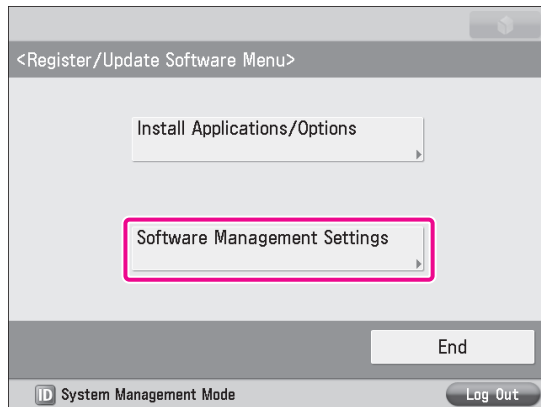 <Register/Update Software Menu>
Install Applications/Options
Software Management Settings
End
ID System Management Mode
Log Out